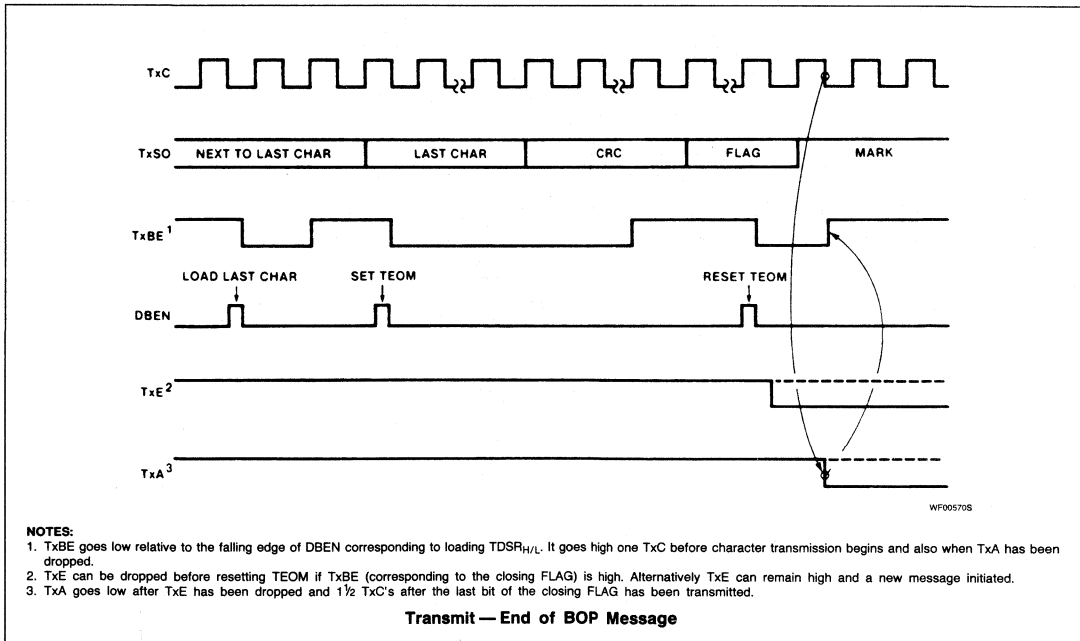 TxC
TxSO NEXT TO LAST CHAR LAST CHAR CRC FLAG MARK
TxBE1
LOAD LAST CHAR SET TEOM RESET TEOM
DBEN
TxE2
TxA3
WF00570S
NOTES:
1. TxBE goes low relative to the falling edge of DBEN corresponding to loading TDSRH/L. It goes high one TxC before character transmission begins and also when TxA has been
dropped.
2. TxE can be dropped before resetting TEOM if TxBE (corresponding to the closing FLAG) is high. Alternatively TxE can remain high and a new message initiated.
3. TxA goes low after TxE has been dropped and 1½ TxC's after the last bit of the closing FLAG has been transmitted.
Transmit — End of BOP Message